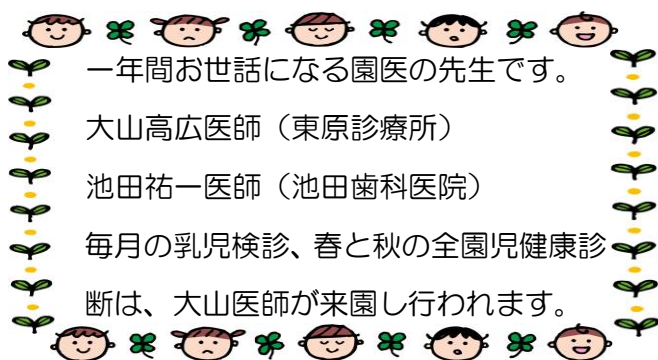 一年間お世話になる園医の先生です。
大山高広医師（東原診療所）
池田祐一医師（池田歯科医院）
毎月の乳児検診、春と秋の全園児健康診
断は、大山医師が来園し行われます。